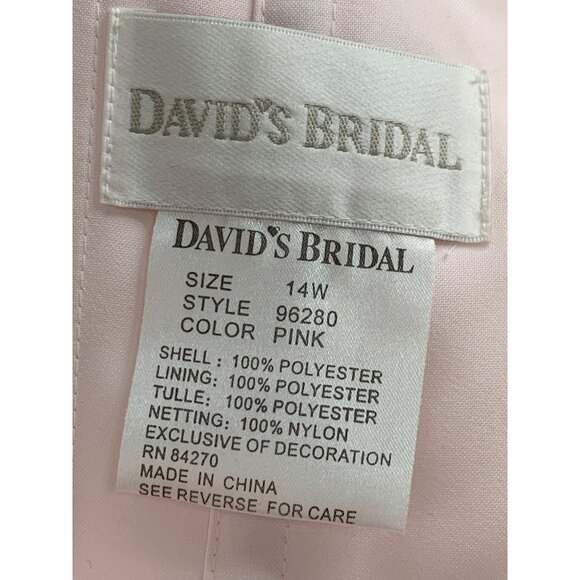 DAVID'S BRIDAL
DAVID'S BRIDAL
SIZE 14W
STYLE 96280
COLOR PINK
SHELL : 100% POLYESTER
LINING: 100% POLYESTER
TULLE: 100% POLYESTER
NETTING: 100% NYLON
EXCLUSIVE OF DECORATION
RN 84270
MADE IN CHINA
SEE REVERSE FOR CARE